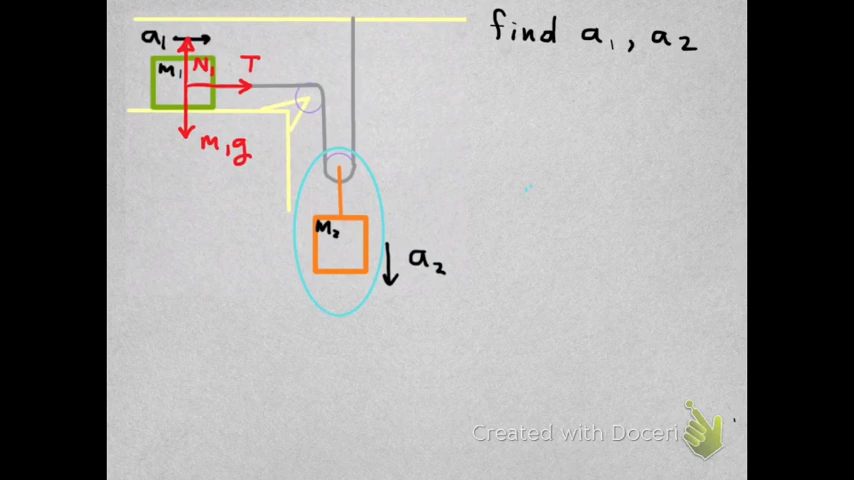 find a₁, a₂
a₁
M₁
N₁
T
M₁g
M₂
a₂
Created with Doceri